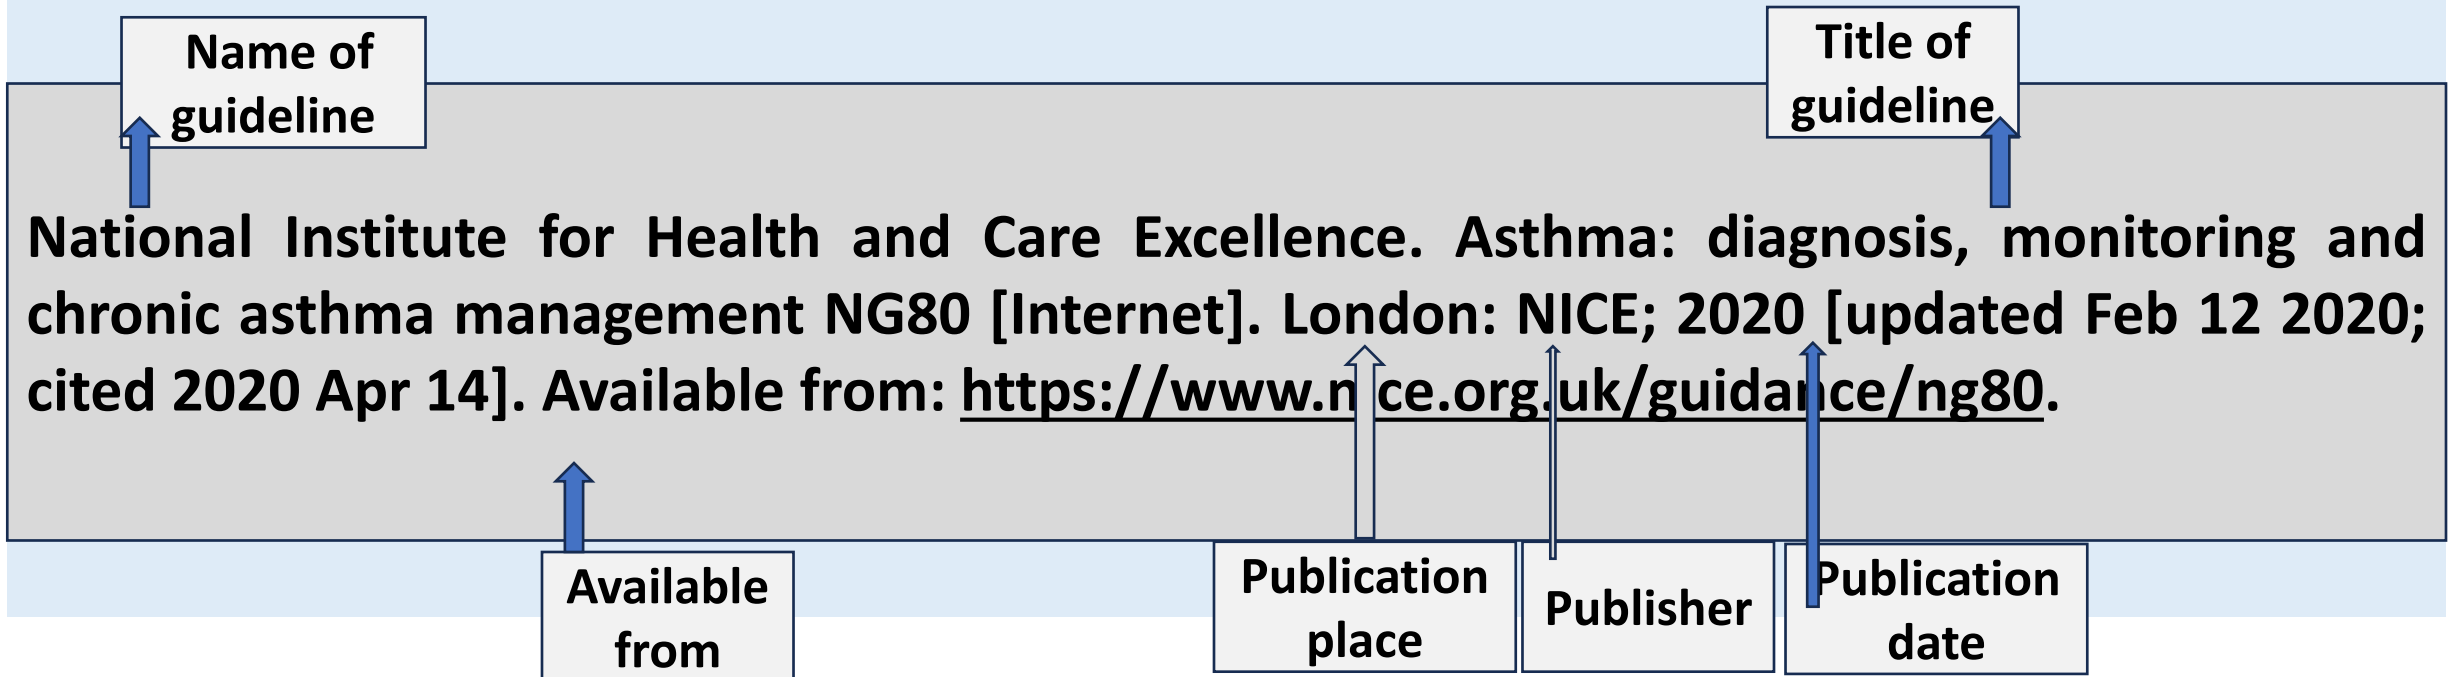 Name of
guideline
Title of
guideline
National Institute for Health and Care Excellence. Asthma: diagnosis, monitoring and
chronic asthma management NG80 [Internet]. London: NICE; 2020 [updated Feb 12 2020;
cited 2020 Apr 14]. Available from: https://www.nice.org.uk/guidance/ng80.
Available
from
Publication
place
Publisher
Publication
date